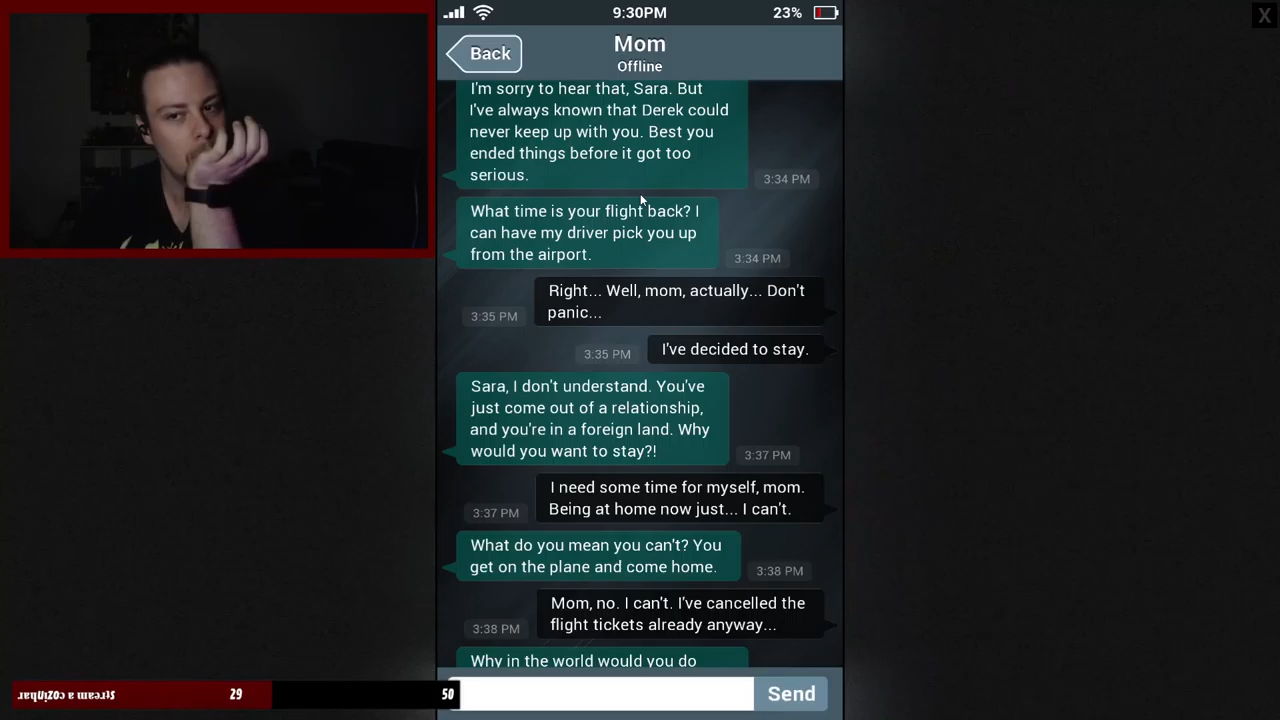 9:30PM
23%
X
Back
Mom
Offline
I'm sorry to hear that, Sara. But
I've always known that Derek could
never keep up with you. Best you
ended things before it got too
serious.
3:34 PM
What time is your flight back? I
can have my driver pick you up
from the airport.
3:34 PM
Right... Well, mom, actually... Don't
panic...
3:35 PM
I've decided to stay.
3:35 PM
Sara, I don't understand. You've
just come out of a relationship,
and you're in a foreign land. Why
would you want to stay?!
3:37 PM
I need some time for myself, mom.
Being at home now just... I can't.
3:37 PM
What do you mean you can't? You
get on the plane and come home.
3:38 PM
Mom, no. I can't. I've cancelled the
flight tickets already anyway...
3:38 PM
Why in the world would you do
Send
29
50